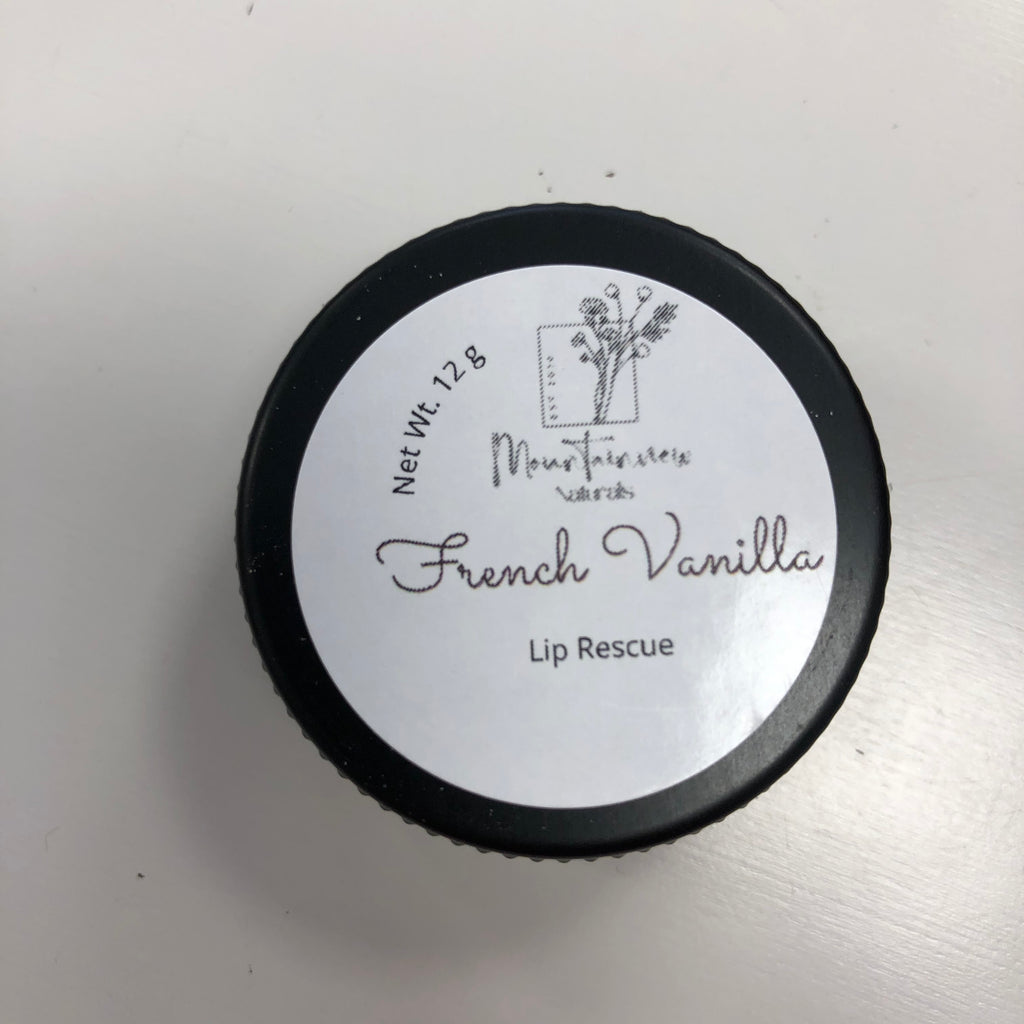 Net Wt. 12 g
Mountainview
Naturals
French Vanilla
Lip Rescue